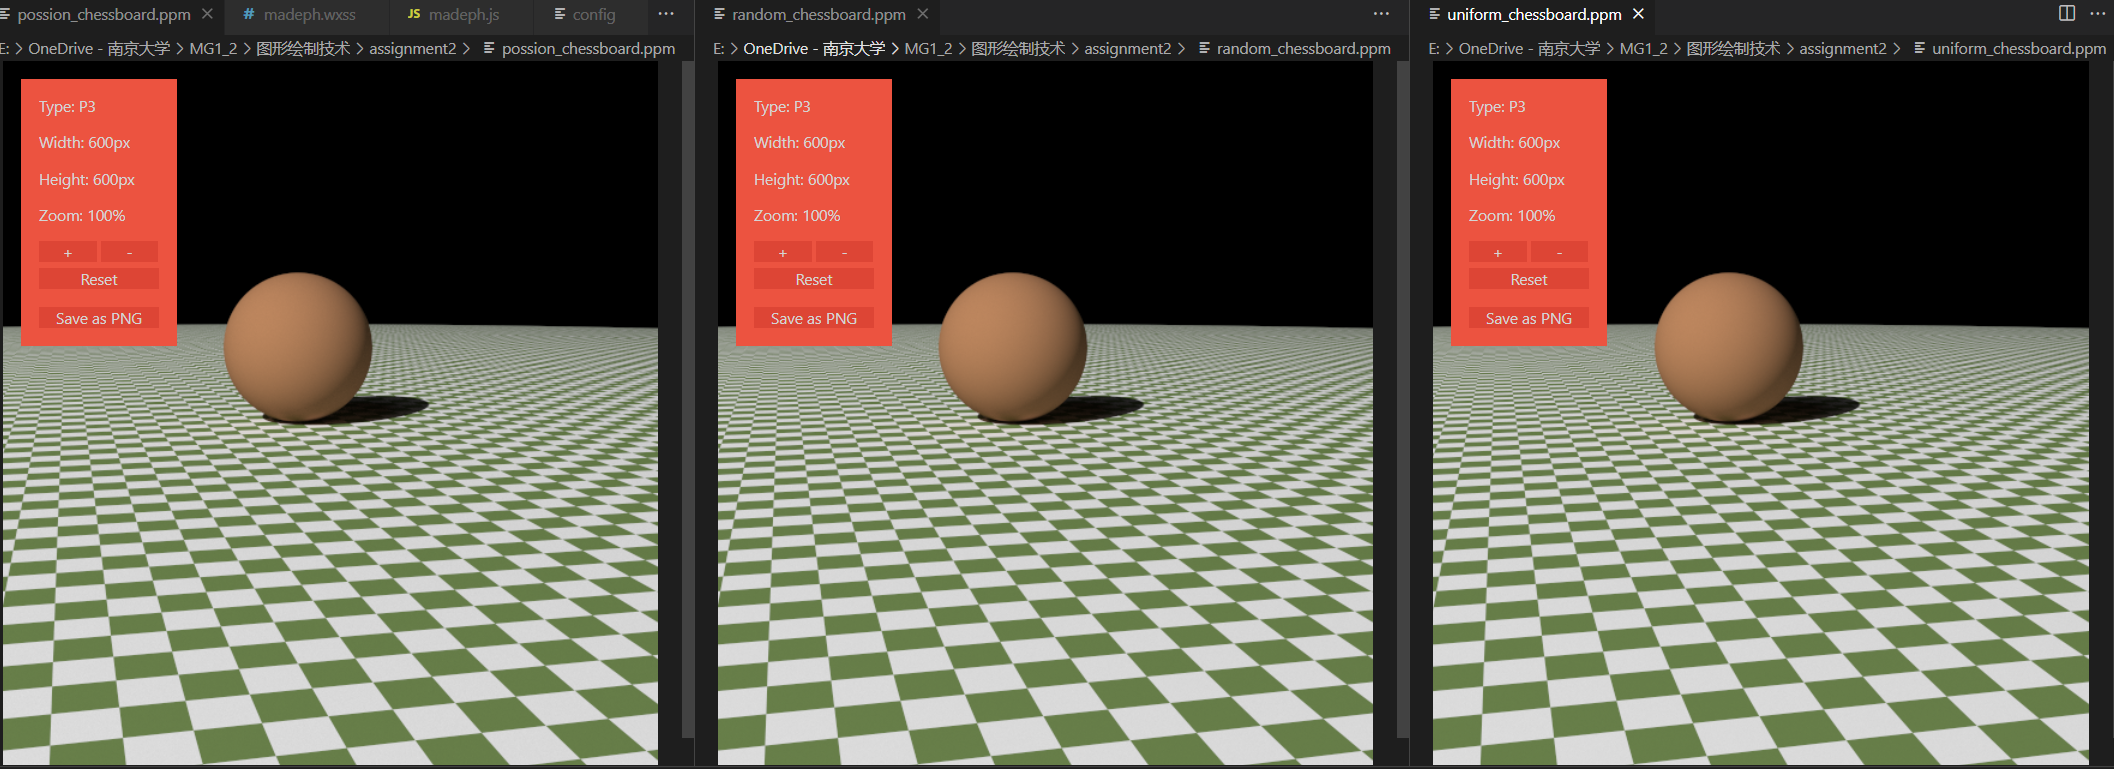 possion_chessboard.ppm
# madeph.wxss
JS madeph.js
config
E: > OneDrive - 南京大学 > MG1_2 > 图形绘制技术 > assignment2 > possion_chessboard.ppm
Type: P3
Width: 600px
Height: 600px
Zoom: 100%
+ -
Reset
Save as PNG
random_chessboard.ppm
E: > OneDrive - 南京大学 > MG1_2 > 图形绘制技术 > assignment2 > random_chessboard.ppm
Type: P3
Width: 600px
Height: 600px
Zoom: 100%
+ -
Reset
Save as PNG
uniform_chessboard.ppm
E: > OneDrive - 南京大学 > MG1_2 > 图形绘制技术 > assignment2 > uniform_chessboard.ppm
Type: P3
Width: 600px
Height: 600px
Zoom: 100%
+ -
Reset
Save as PNG